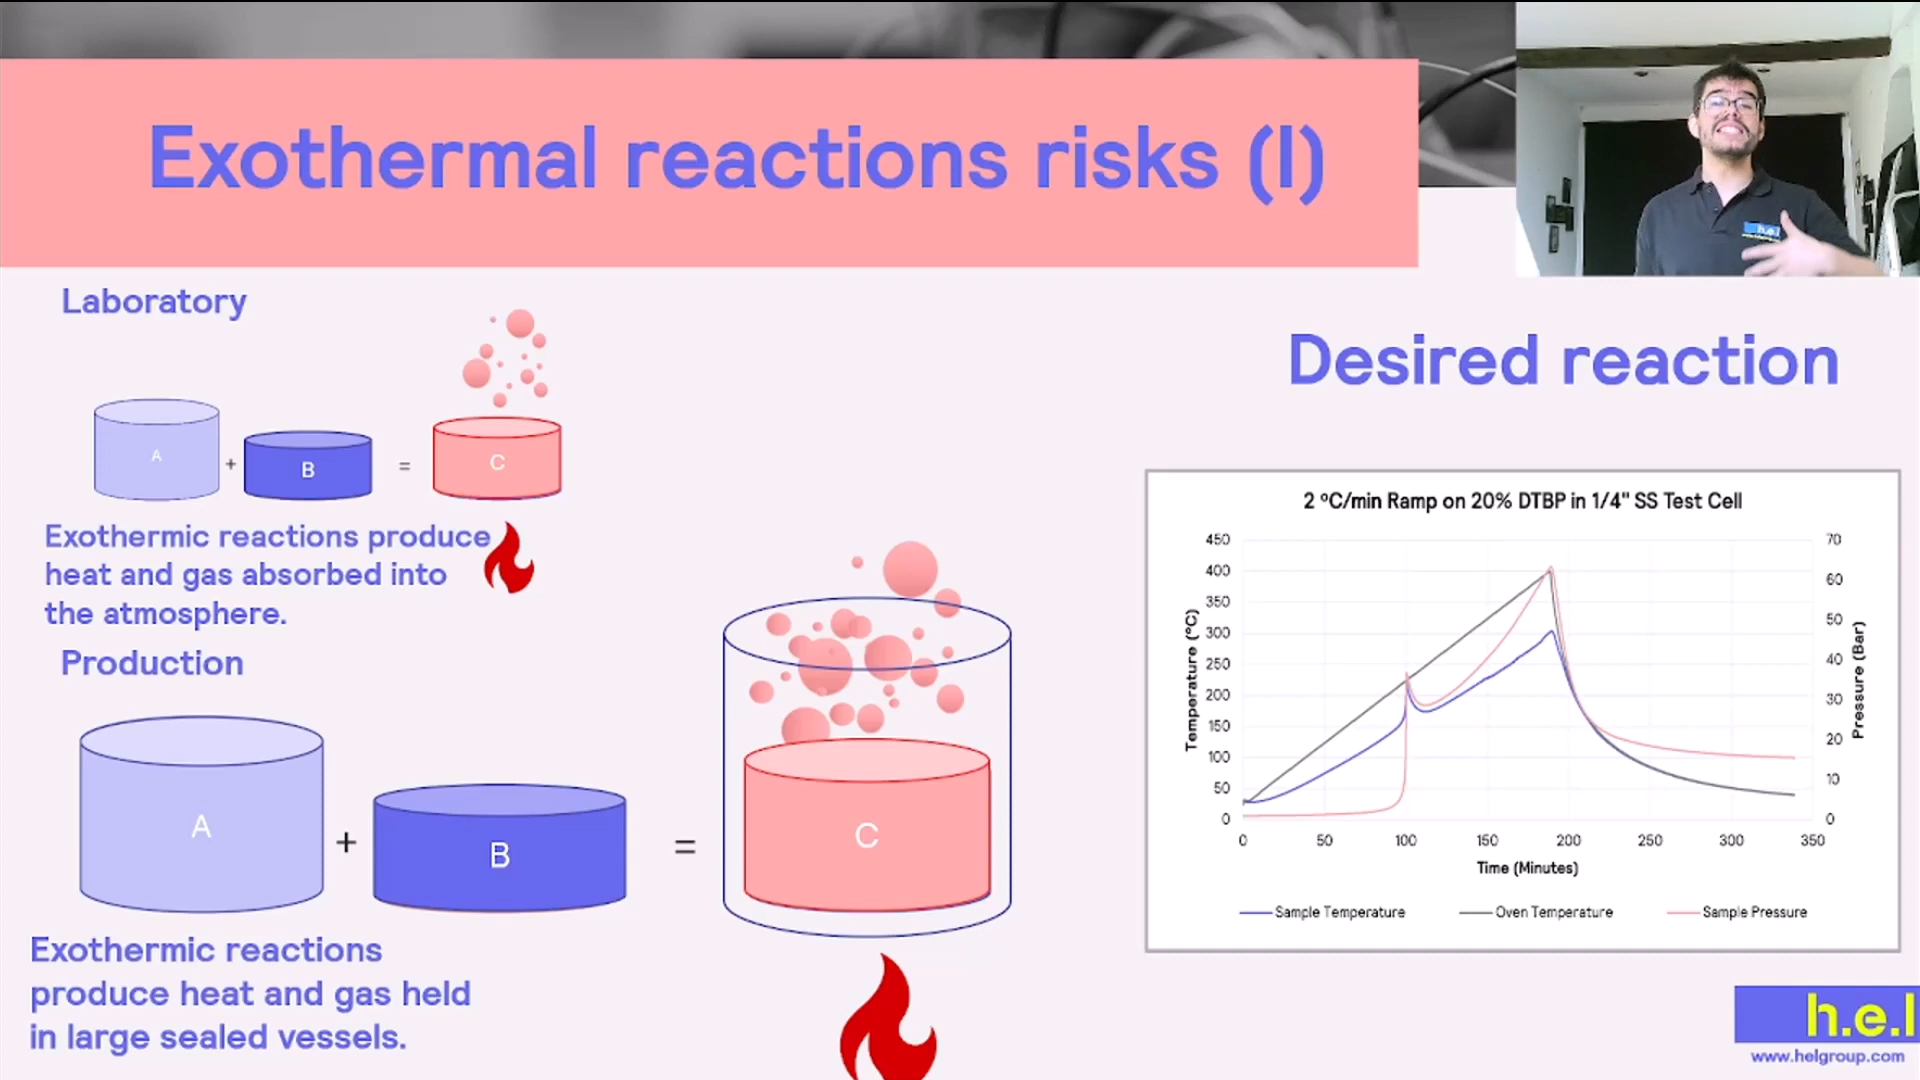 Exothermal reactions risks (I)
h.e.l
Laboratory
A
+
B
=
C
Exothermic reactions produce
heat and gas absorbed into
the atmosphere.
Production
A
+
B
=
C
Exothermic reactions
produce heat and gas held
in large sealed vessels.
Desired reaction
2 ºC/min Ramp on 20% DTBP in 1/4" SS Test Cell
Temperature (°C)
450
400
350
300
250
200
150
100
50
0
70
60
50
40
30
20
10
0
Pressure (Bar)
0 50 100 150 200 250 300 350
Time (Minutes)
Sample Temperature Oven Temperature Sample Pressure
h.e.l
www.helgroup.com